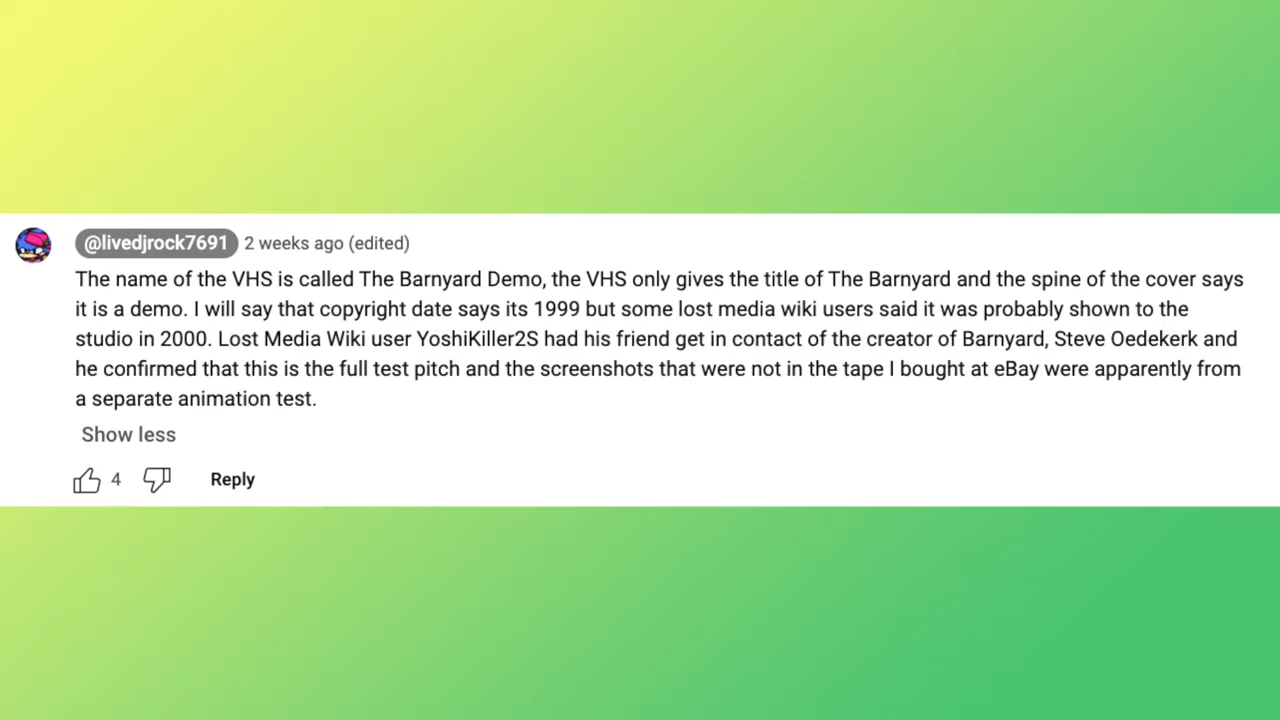 @livedjrock7691 2 weeks ago (edited)
The name of the VHS is called The Barnyard Demo, the VHS only gives the title of The Barnyard and the spine of the cover says
it is a demo. I will say that copyright date says its 1999 but some lost media wiki users said it was probably shown to the
studio in 2000. Lost Media Wiki user YoshiKiller2S had his friend get in contact of the creator of Barnyard, Steve Oedekerk and
he confirmed that this is the full test pitch and the screenshots that were not in the tape I bought at eBay were apparently from
a separate animation test.
Show less
4 Reply